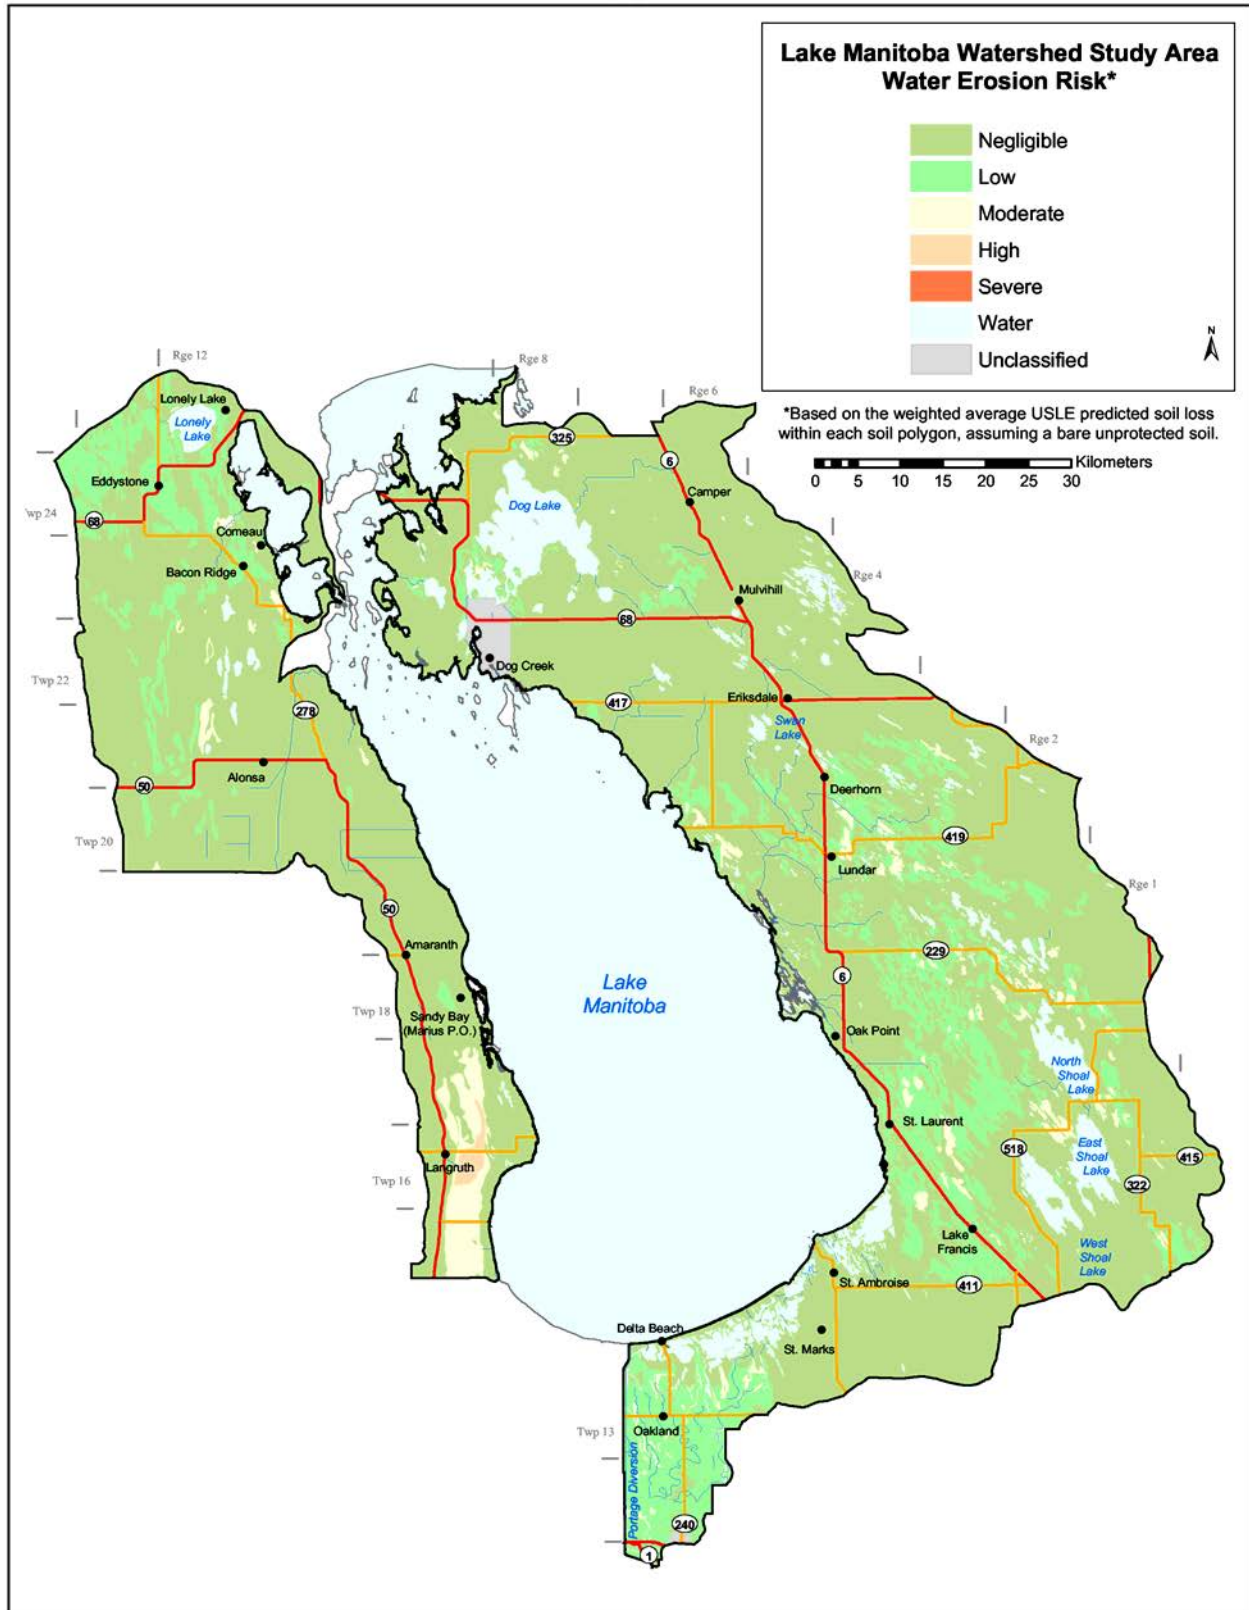 Lake Manitoba Watershed Study Area
Water Erosion Risk*
Negligible
Low
Moderate
High
Severe
Water
Unclassified
N
*Based on the weighted average USLE predicted soil loss
within each soil polygon, assuming a bare unprotected soil.
0 5 10 15 20 25 30 Kilometers
Rge 12
Rge 8
Rge 6
Lonely Lake
Lonely
Lake
325
6
Eddystone
Camper
Dog Lake
wp 24
68
Comeau
Bacon Ridge
Rge 4
Mulvihill
68
Dog Creek
Twp 22
417
Eriksdale
278
Swan
Lake
Rge 2
Alonsa
Deerhorn
50
Twp 20
419
Lundar
Rge 1
50
Amaranth
229
6
Lake
Manitoba
Sandy Bay
(Marius P.O.)
Twp 18
Oak Point
North
Shoal
Lake
St. Laurent
518
East
Shoal
Lake
415
Langruth
Twp 16
322
Lake
Francis
West
Shoal
Lake
St. Ambroise
411
Delta Beach
St. Marks
Oakland
Twp 13
Portage Diversion
240
1